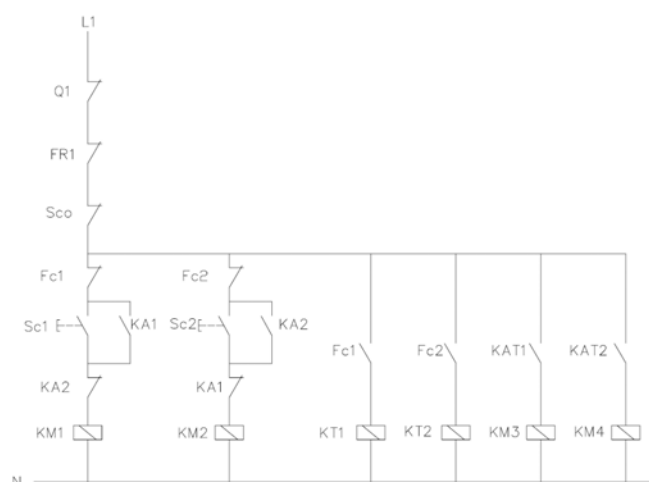 L1
Q1
FR1
Sco
Fc1 Fc2
Sc1 KA1 Sc2 KA2
Fc1 Fc2 KAT1 KAT2
KA2 KA1
KM1 KM2 KT1 KT2 KM3 KM4
N